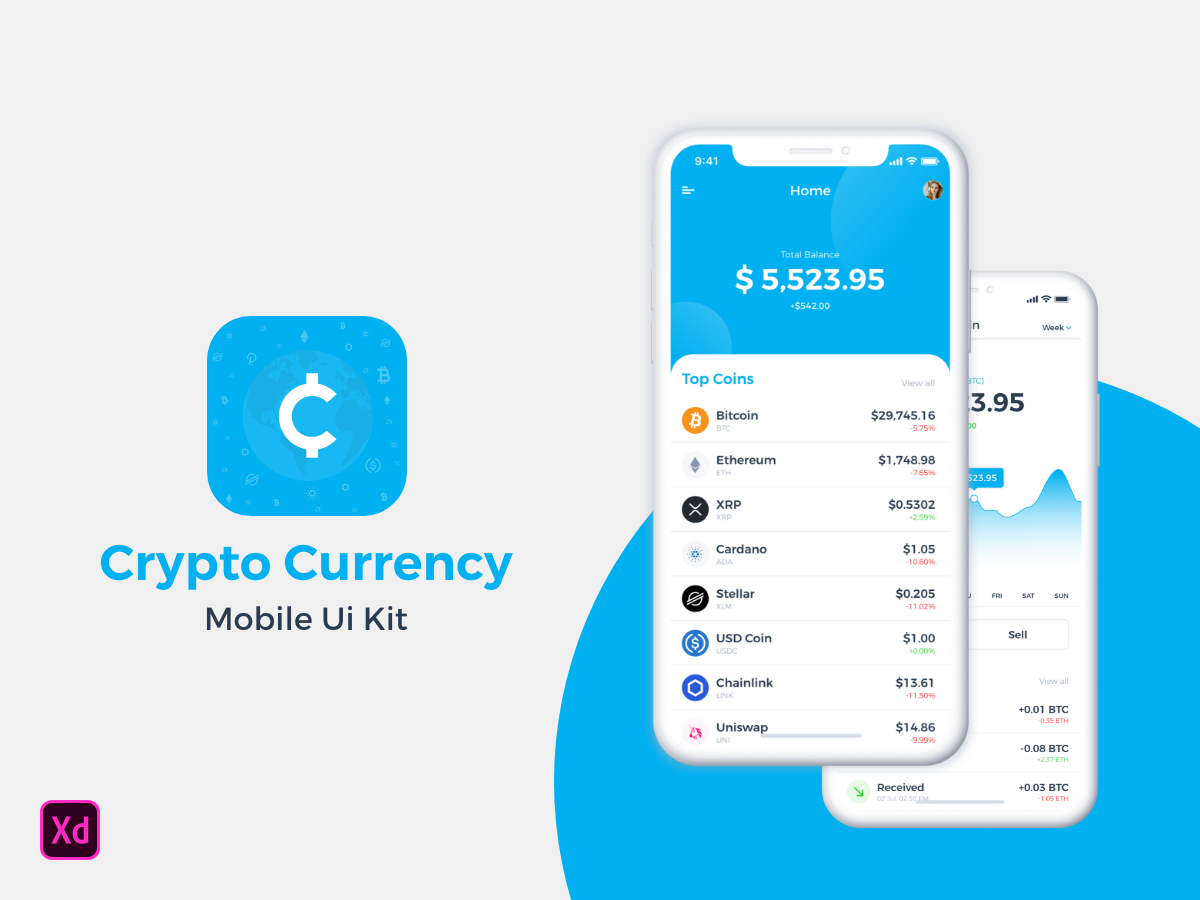 Crypto Currency
Mobile Ui Kit
Xd
9:41
Home
Total Balance
$ 5,523.95
+$542.00
Top Coins
View all
Bitcoin
BTC
$29,745.16
-5.75%
Ethereum
ETH
$1,748.98
-7.65%
XRP
XRP
$0.5302
+2.59%
Cardano
ADA
$1.05
-10.60%
Stellar
XLM
$0.205
-11.02%
USD Coin
USDC
$1.00
+0.00%
Chainlink
LINK
$13.61
-11.50%
Uniswap
UNI
$14.86
-9.99%
n
Week
BTC)
3.95
00
523.95
FRI SAT SUN
Sell
View all
+0.01 BTC
-0.35 ETH
-0.08 BTC
+2.37 ETH
Received
02 Jul, 02:50 PM
+0.03 BTC
-1.05 ETH